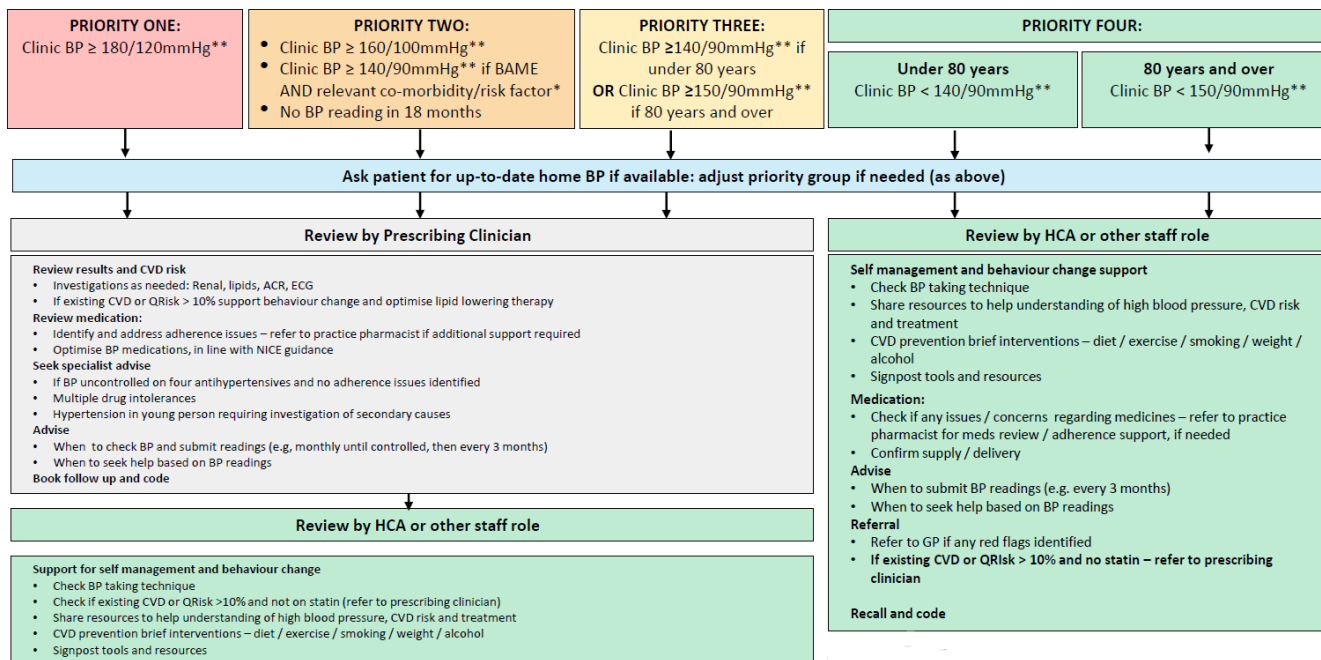 PRIORITY ONE:
Clinic BP ≥ 180/120mmHg**
PRIORITY TWO:
• Clinic BP ≥ 160/100mmHg**
• Clinic BP ≥ 140/90mmHg** if BAME
AND relevant co-morbidity/risk factor*
• No BP reading in 18 months
PRIORITY THREE:
Clinic BP ≥140/90mmHg** if
under 80 years
OR Clinic BP ≥150/90mmHg**
if 80 years and over
PRIORITY FOUR:
Under 80 years
Clinic BP < 140/90mmHg**
80 years and over
Clinic BP < 150/90mmHg**
Ask patient for up-to-date home BP if available: adjust priority group if needed (as above)
Review by Prescribing Clinician
Review results and CVD risk
• Investigations as needed: Renal, lipids, ACR, ECG
• If existing CVD or QRisk > 10% support behaviour change and optimise lipid lowering therapy
Review medication:
• Identify and address adherence issues – refer to practice pharmacist if additional support required
• Optimise BP medications, in line with NICE guidance
Seek specialist advise
• If BP uncontrolled on four antihypertensives and no adherence issues identified
• Multiple drug intolerances
• Hypertension in young person requiring investigation of secondary causes
Advise
• When to check BP and submit readings (e.g, monthly until controlled, then every 3 months)
• When to seek help based on BP readings
Book follow up and code
Review by HCA or other staff role
Support for self management and behaviour change
• Check BP taking technique
• Check if existing CVD or QRisk >10% and not on statin (refer to prescribing clinician)
• Share resources to help understanding of high blood pressure, CVD risk and treatment
• CVD prevention brief interventions – diet / exercise / smoking / weight / alcohol
• Signpost tools and resources
Review by HCA or other staff role
Self management and behaviour change support
• Check BP taking technique
• Share resources to help understanding of high blood pressure, CVD risk
and treatment
• CVD prevention brief interventions – diet / exercise / smoking / weight /
alcohol
• Signpost tools and resources
Medication:
• Check if any issues / concerns regarding medicines – refer to practice
pharmacist for meds review / adherence support, if needed
• Confirm supply / delivery
Advise
• When to submit BP readings (e.g. every 3 months)
• When to seek help based on BP readings
Referral
• Refer to GP if any red flags identified
• If existing CVD or QRIsk > 10% and no statin – refer to prescribing
clinician
Recall and code